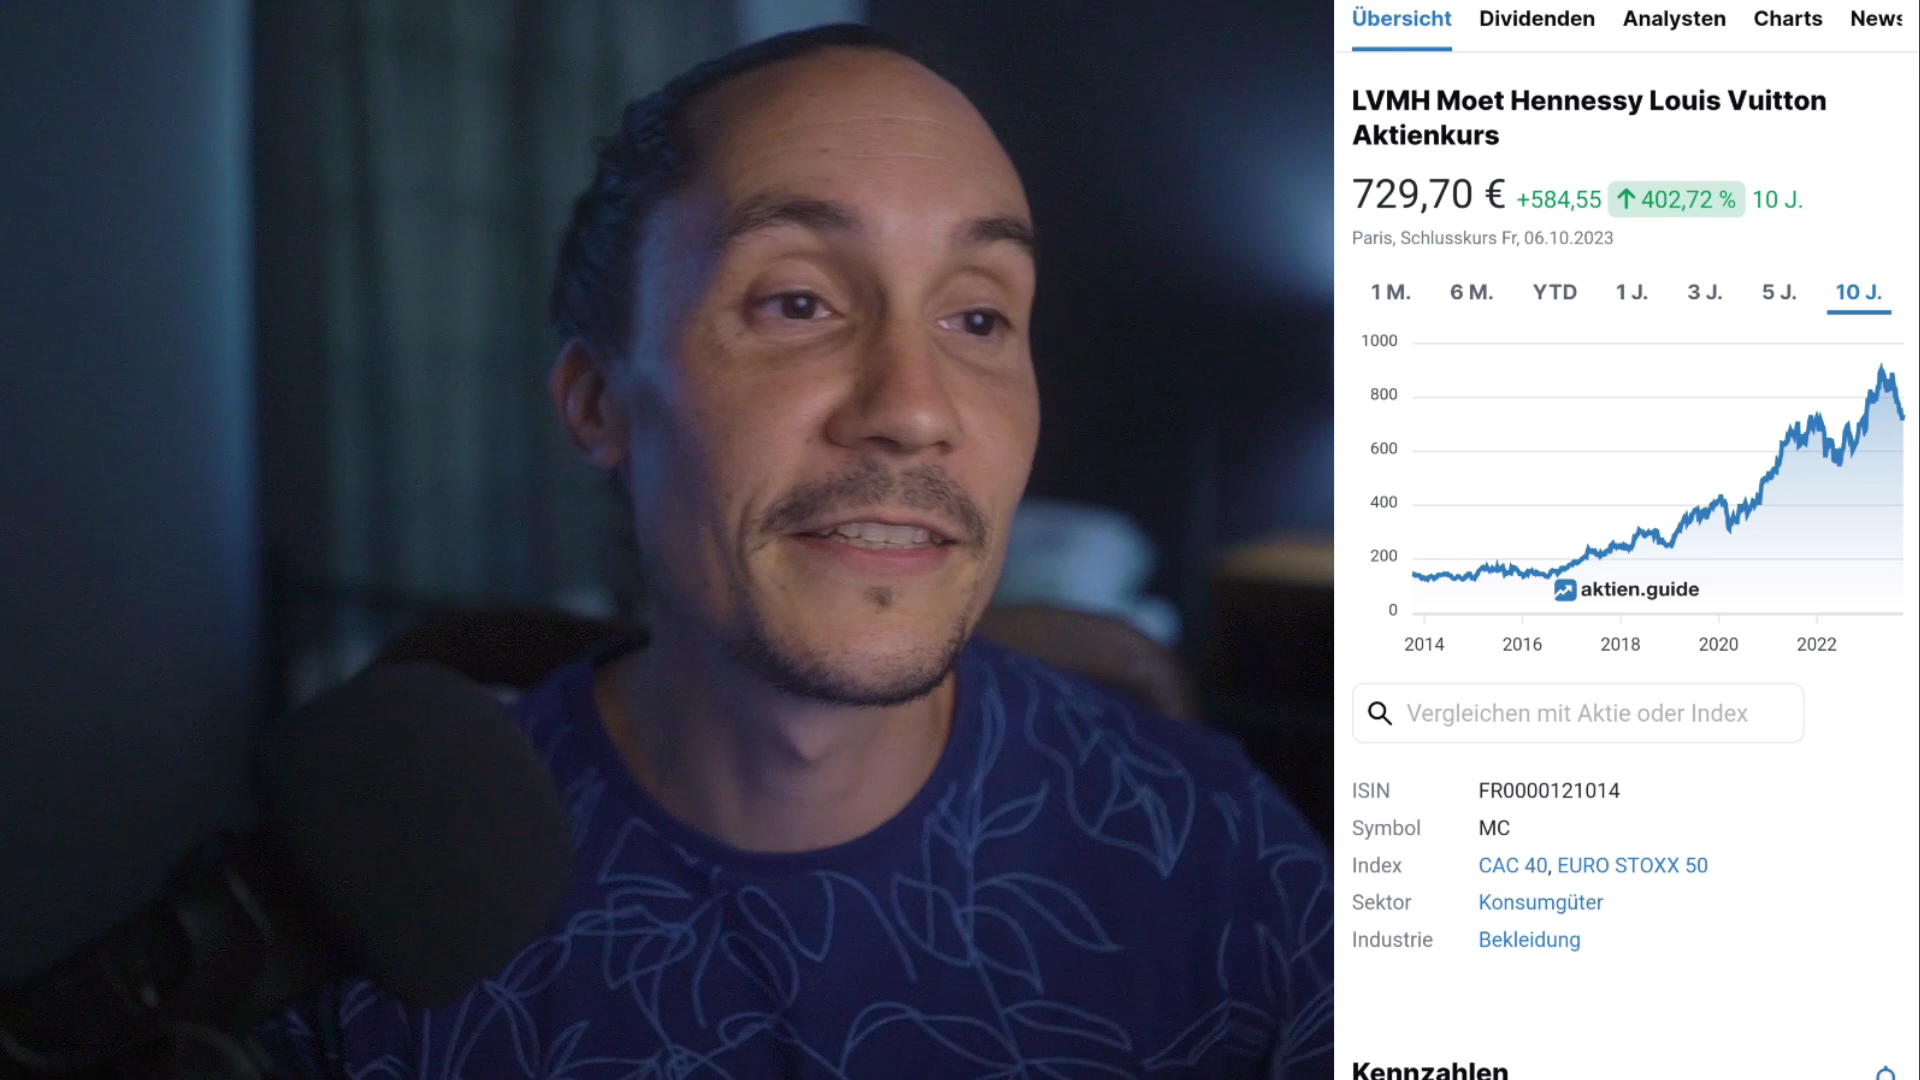 Übersicht Dividenden Analysten Charts News
LVMH Moet Hennessy Louis Vuitton
Aktienkurs
729,70 € +584,55 ↑ 402,72 % 10 J.
Paris, Schlusskurs Fr, 06.10.2023
1 M. 6 M. YTD 1 J. 3 J. 5 J. 10 J.
1000
800
600
400
200
aktien.guide
0
2014 2016 2018 2020 2022
Vergleichen mit Aktie oder Index
ISIN FR0000121014
Symbol MC
Index CAC 40, EURO STOXX 50
Sektor Konsumgüter
Industrie Bekleidung
Kennzahlen